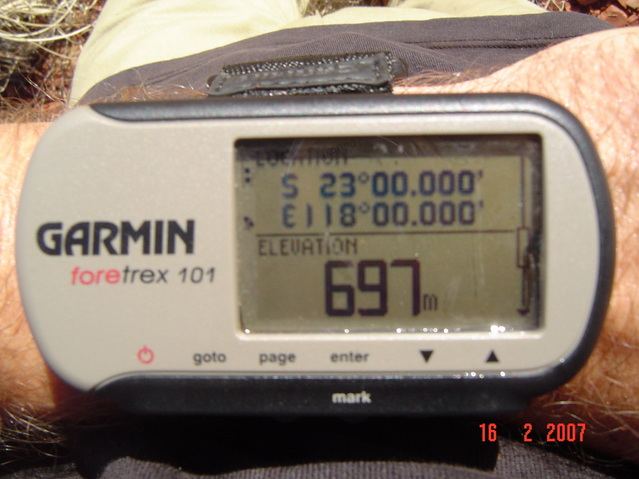 LOCATION
S 23°00.000'
E118°00.000'
ELEVATION
697m
GARMIN
foretrex 101
goto page enter
mark
16 2 2007